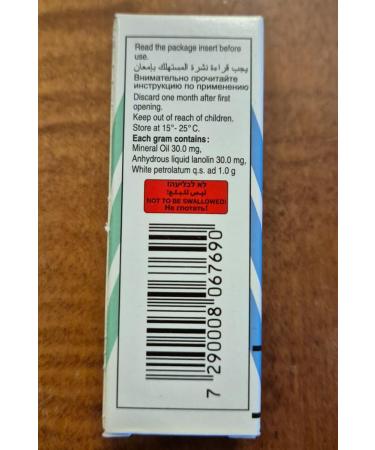 Read the package insert before
use.
يجب قراءة نشرة المستهلك بإمعان
Внимательно прочитайте
инструкцию по применению
Discard one month after first
opening.
Keep out of reach of children.
Store at 15°- 25°C.
Each gram contains:
Mineral Oil 30.0 mg,
Anhydrous liquid lanolin 30.0 mg,
White petrolatum q.s. ad 1.0 g
לא לבליעה!
ليس للبلع!
NOT TO BE SWALLOWED!
Не глотать!
7 290008 067690